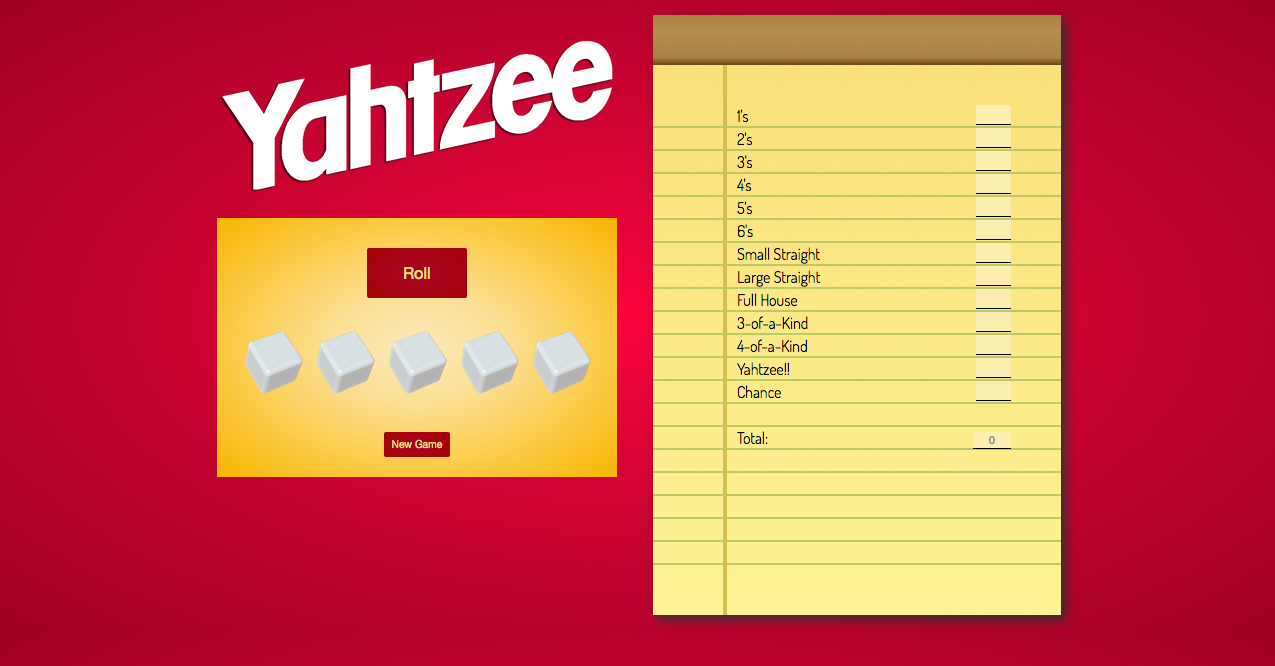 Yahtzee
Roll
New Game
1's
2's
3's
4's
5's
6's
Small Straight
Large Straight
Full House
3-of-a-Kind
4-of-a-Kind
Yahtzee!!
Chance
Total: 0